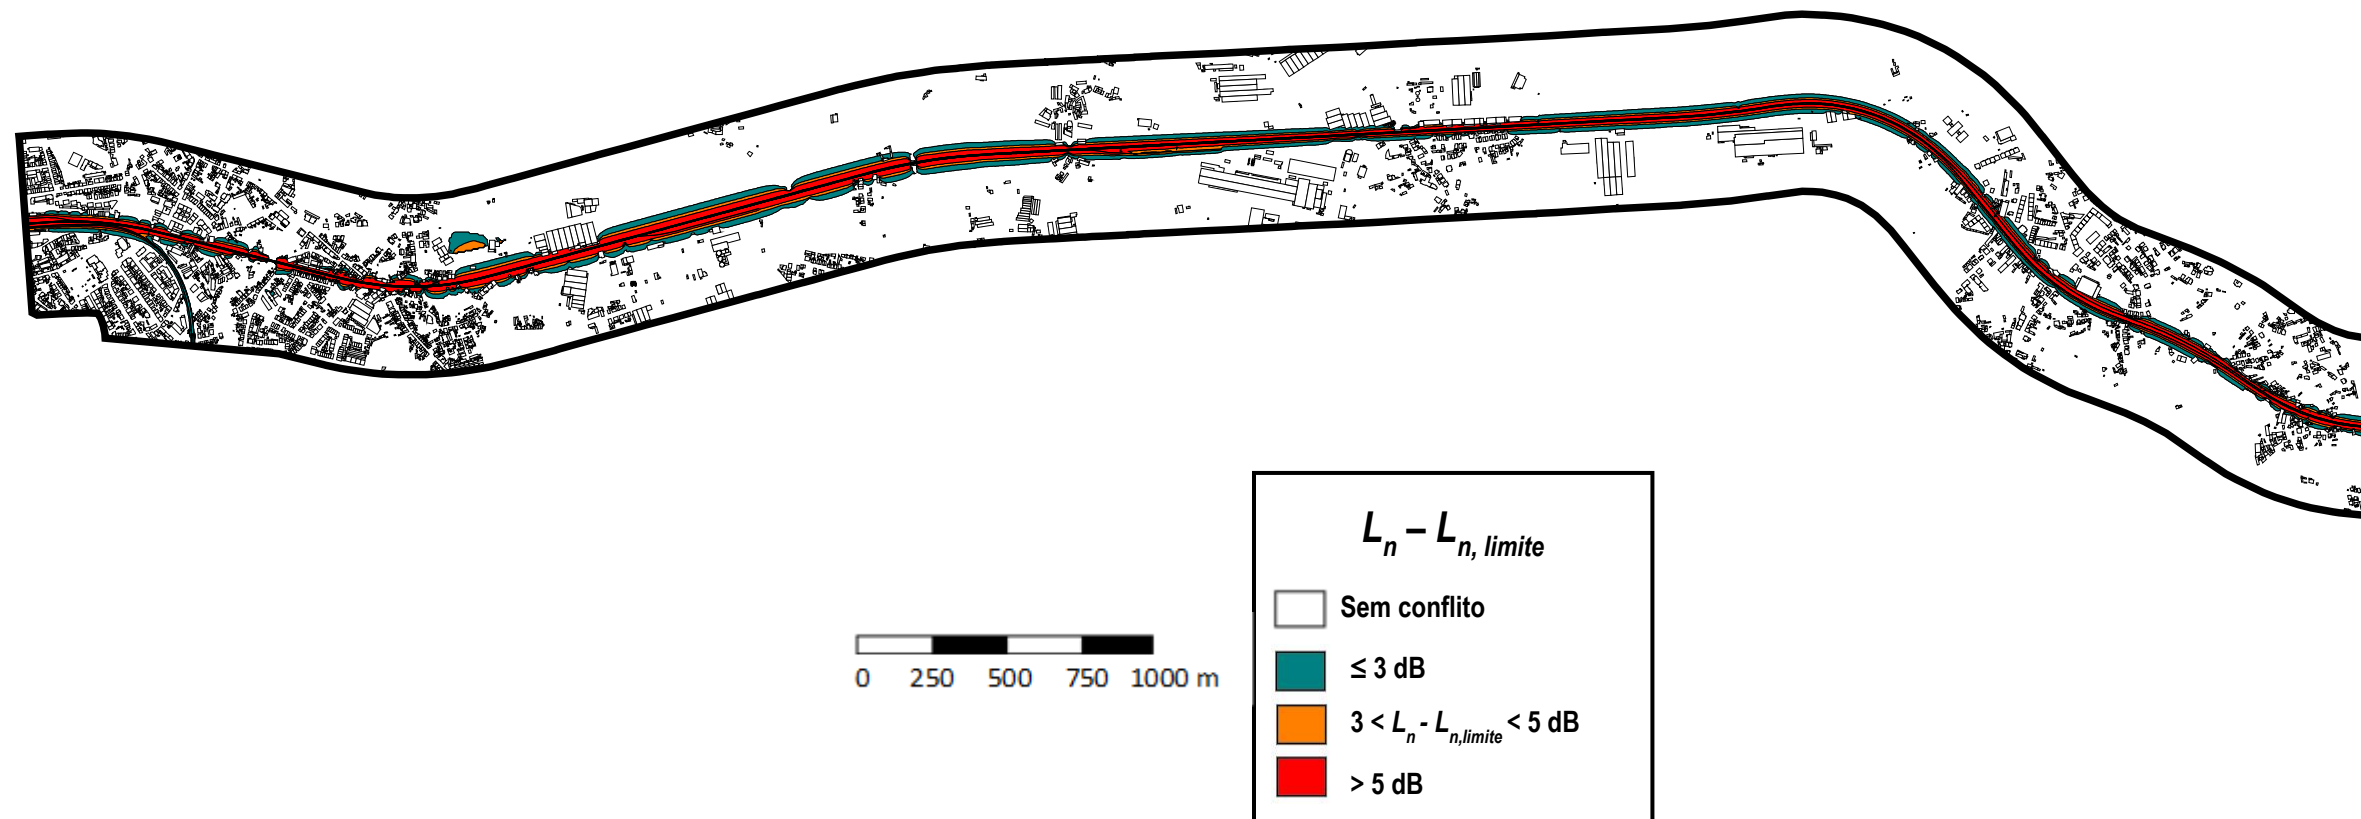 Ln – Ln, limite
Sem conflito
≤ 3 dB
3 < Ln - Ln,limite < 5 dB
> 5 dB
0 250 500 750 1000 m